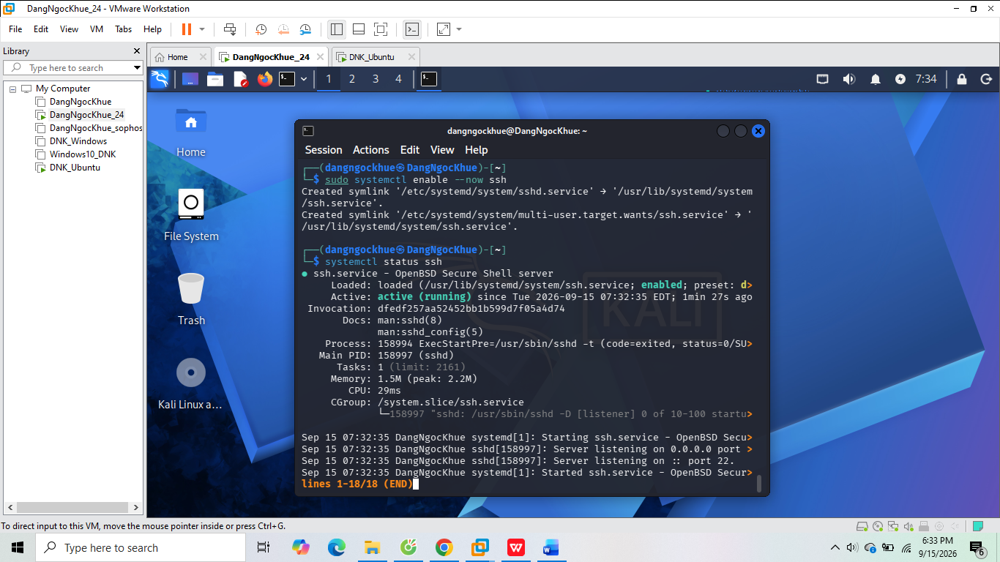 DangNgocKhue_24 - VMware Workstation
File Edit View VM Tabs Help
Library
Type here to search
My Computer
DangNgocKhue
DangNgocKhue_24
DangNgocKhue_sophos
DNK_Windows
Windows10_DNK
DNK_Ubuntu
Home DangNgocKhue_24 DNK_Ubuntu
1 2 3 4 7:34
Home
File System
Trash
Kali Linux a...
dangngockhue@DangNgocKhue: ~
Session Actions Edit View Help
┌──(dangngockhue㉿DangNgocKhue)-[~]
└─$ sudo systemctl enable --now ssh
Created symlink '/etc/systemd/system/sshd.service' → '/usr/lib/systemd/system
/ssh.service'.
Created symlink '/etc/systemd/system/multi-user.target.wants/ssh.service' → '
/usr/lib/systemd/system/ssh.service'.
┌──(dangngockhue㉿DangNgocKhue)-[~]
└─$ systemctl status ssh
● ssh.service - OpenBSD Secure Shell server
Loaded: loaded (/usr/lib/systemd/system/ssh.service; enabled; preset: d>
Active: active (running) since Tue 2026-09-15 07:32:35 EDT; 1min 27s ago
Invocation: dfedf257aa52452bb1b599d7f05a4d74
Docs: man:sshd(8)
man:sshd_config(5)
Process: 158994 ExecStartPre=/usr/sbin/sshd -t (code=exited, status=0/SU>
Main PID: 158997 (sshd)
Tasks: 1 (limit: 2161)
Memory: 1.5M (peak: 2.2M)
CPU: 29ms
CGroup: /system.slice/ssh.service
└─158997 "sshd: /usr/sbin/sshd -D [listener] 0 of 10-100 startu>
Sep 15 07:32:35 DangNgocKhue systemd[1]: Starting ssh.service - OpenBSD Secu>
Sep 15 07:32:35 DangNgocKhue sshd[158997]: Server listening on 0.0.0.0 port >
Sep 15 07:32:35 DangNgocKhue sshd[158997]: Server listening on :: port 22.
Sep 15 07:32:35 DangNgocKhue systemd[1]: Started ssh.service - OpenBSD Secur>
lines 1-18/18 (END)
KALI
To direct input to this VM, move the mouse pointer inside or press Ctrl+G.
Type here to search
6:33 PM
9/15/2026
6